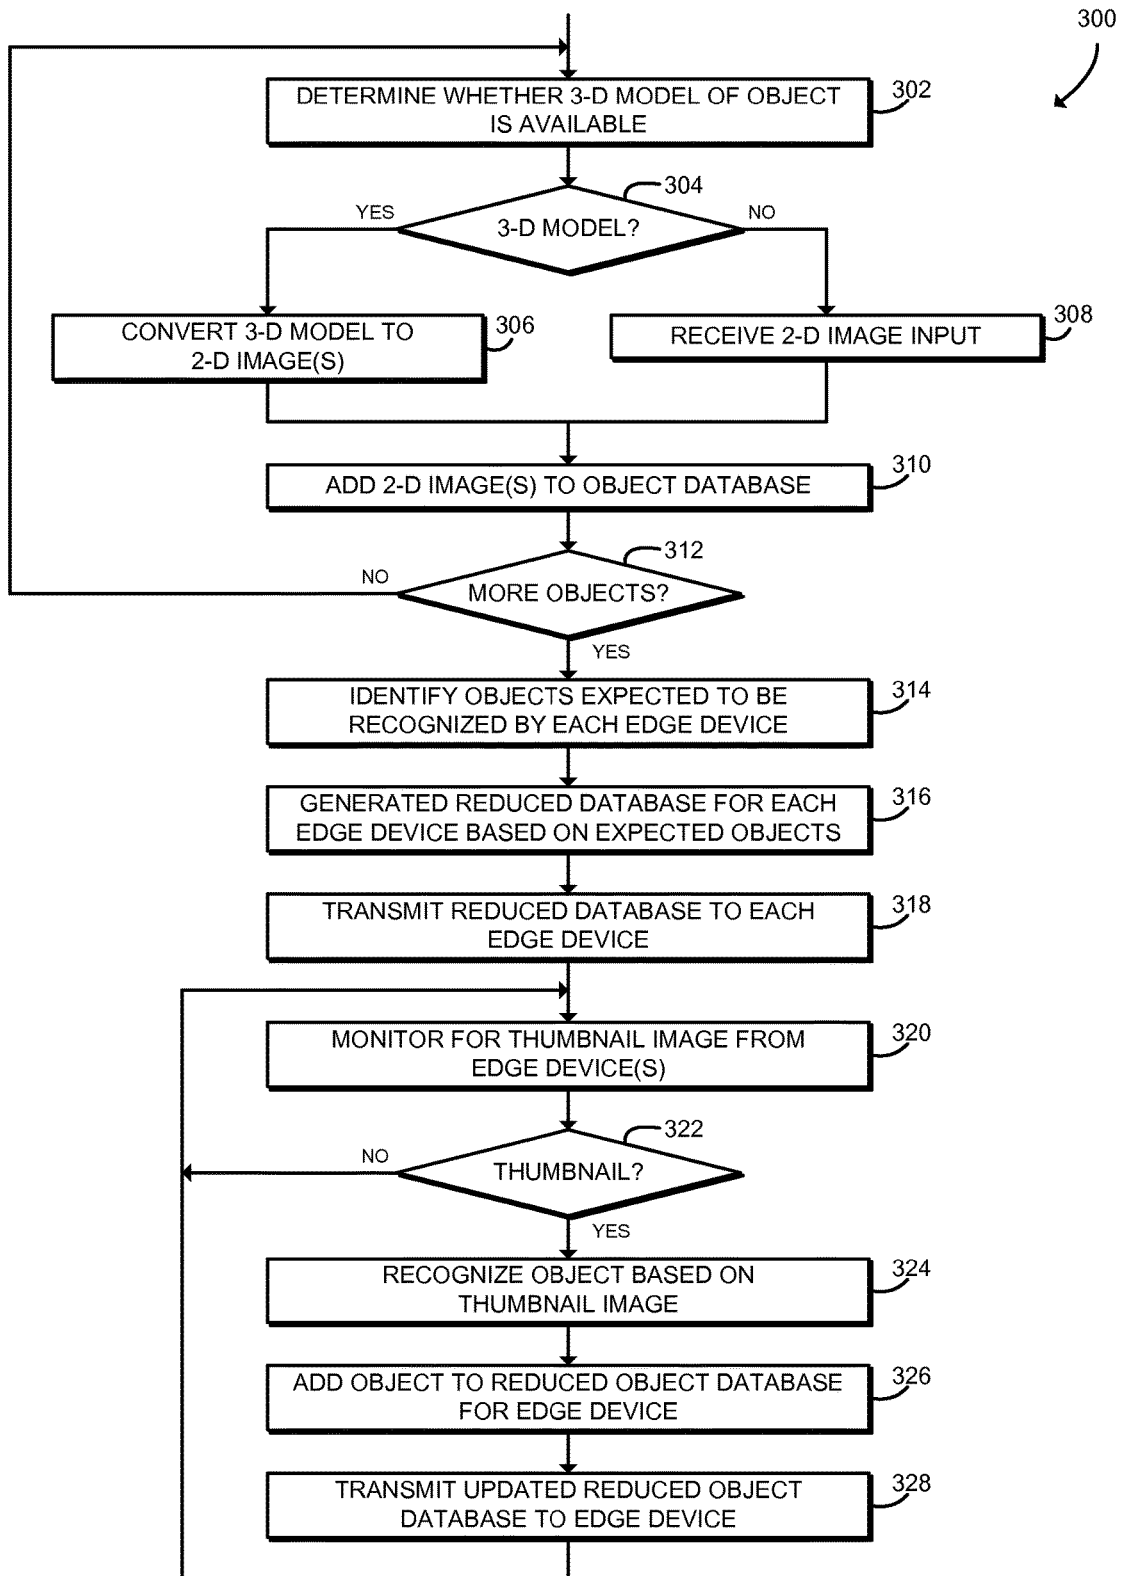 300
DETERMINE WHETHER 3-D MODEL OF OBJECT
IS AVAILABLE
302
304
YES
3-D MODEL?
NO
CONVERT 3-D MODEL TO
2-D IMAGE(S)
306
RECEIVE 2-D IMAGE INPUT
308
ADD 2-D IMAGE(S) TO OBJECT DATABASE
310
312
NO
MORE OBJECTS?
YES
IDENTIFY OBJECTS EXPECTED TO BE
RECOGNIZED BY EACH EDGE DEVICE
314
GENERATED REDUCED DATABASE FOR EACH
EDGE DEVICE BASED ON EXPECTED OBJECTS
316
TRANSMIT REDUCED DATABASE TO EACH
EDGE DEVICE
318
MONITOR FOR THUMBNAIL IMAGE FROM
EDGE DEVICE(S)
320
322
NO
THUMBNAIL?
YES
RECOGNIZE OBJECT BASED ON
THUMBNAIL IMAGE
324
ADD OBJECT TO REDUCED OBJECT DATABASE
FOR EDGE DEVICE
326
TRANSMIT UPDATED REDUCED OBJECT
DATABASE TO EDGE DEVICE
328